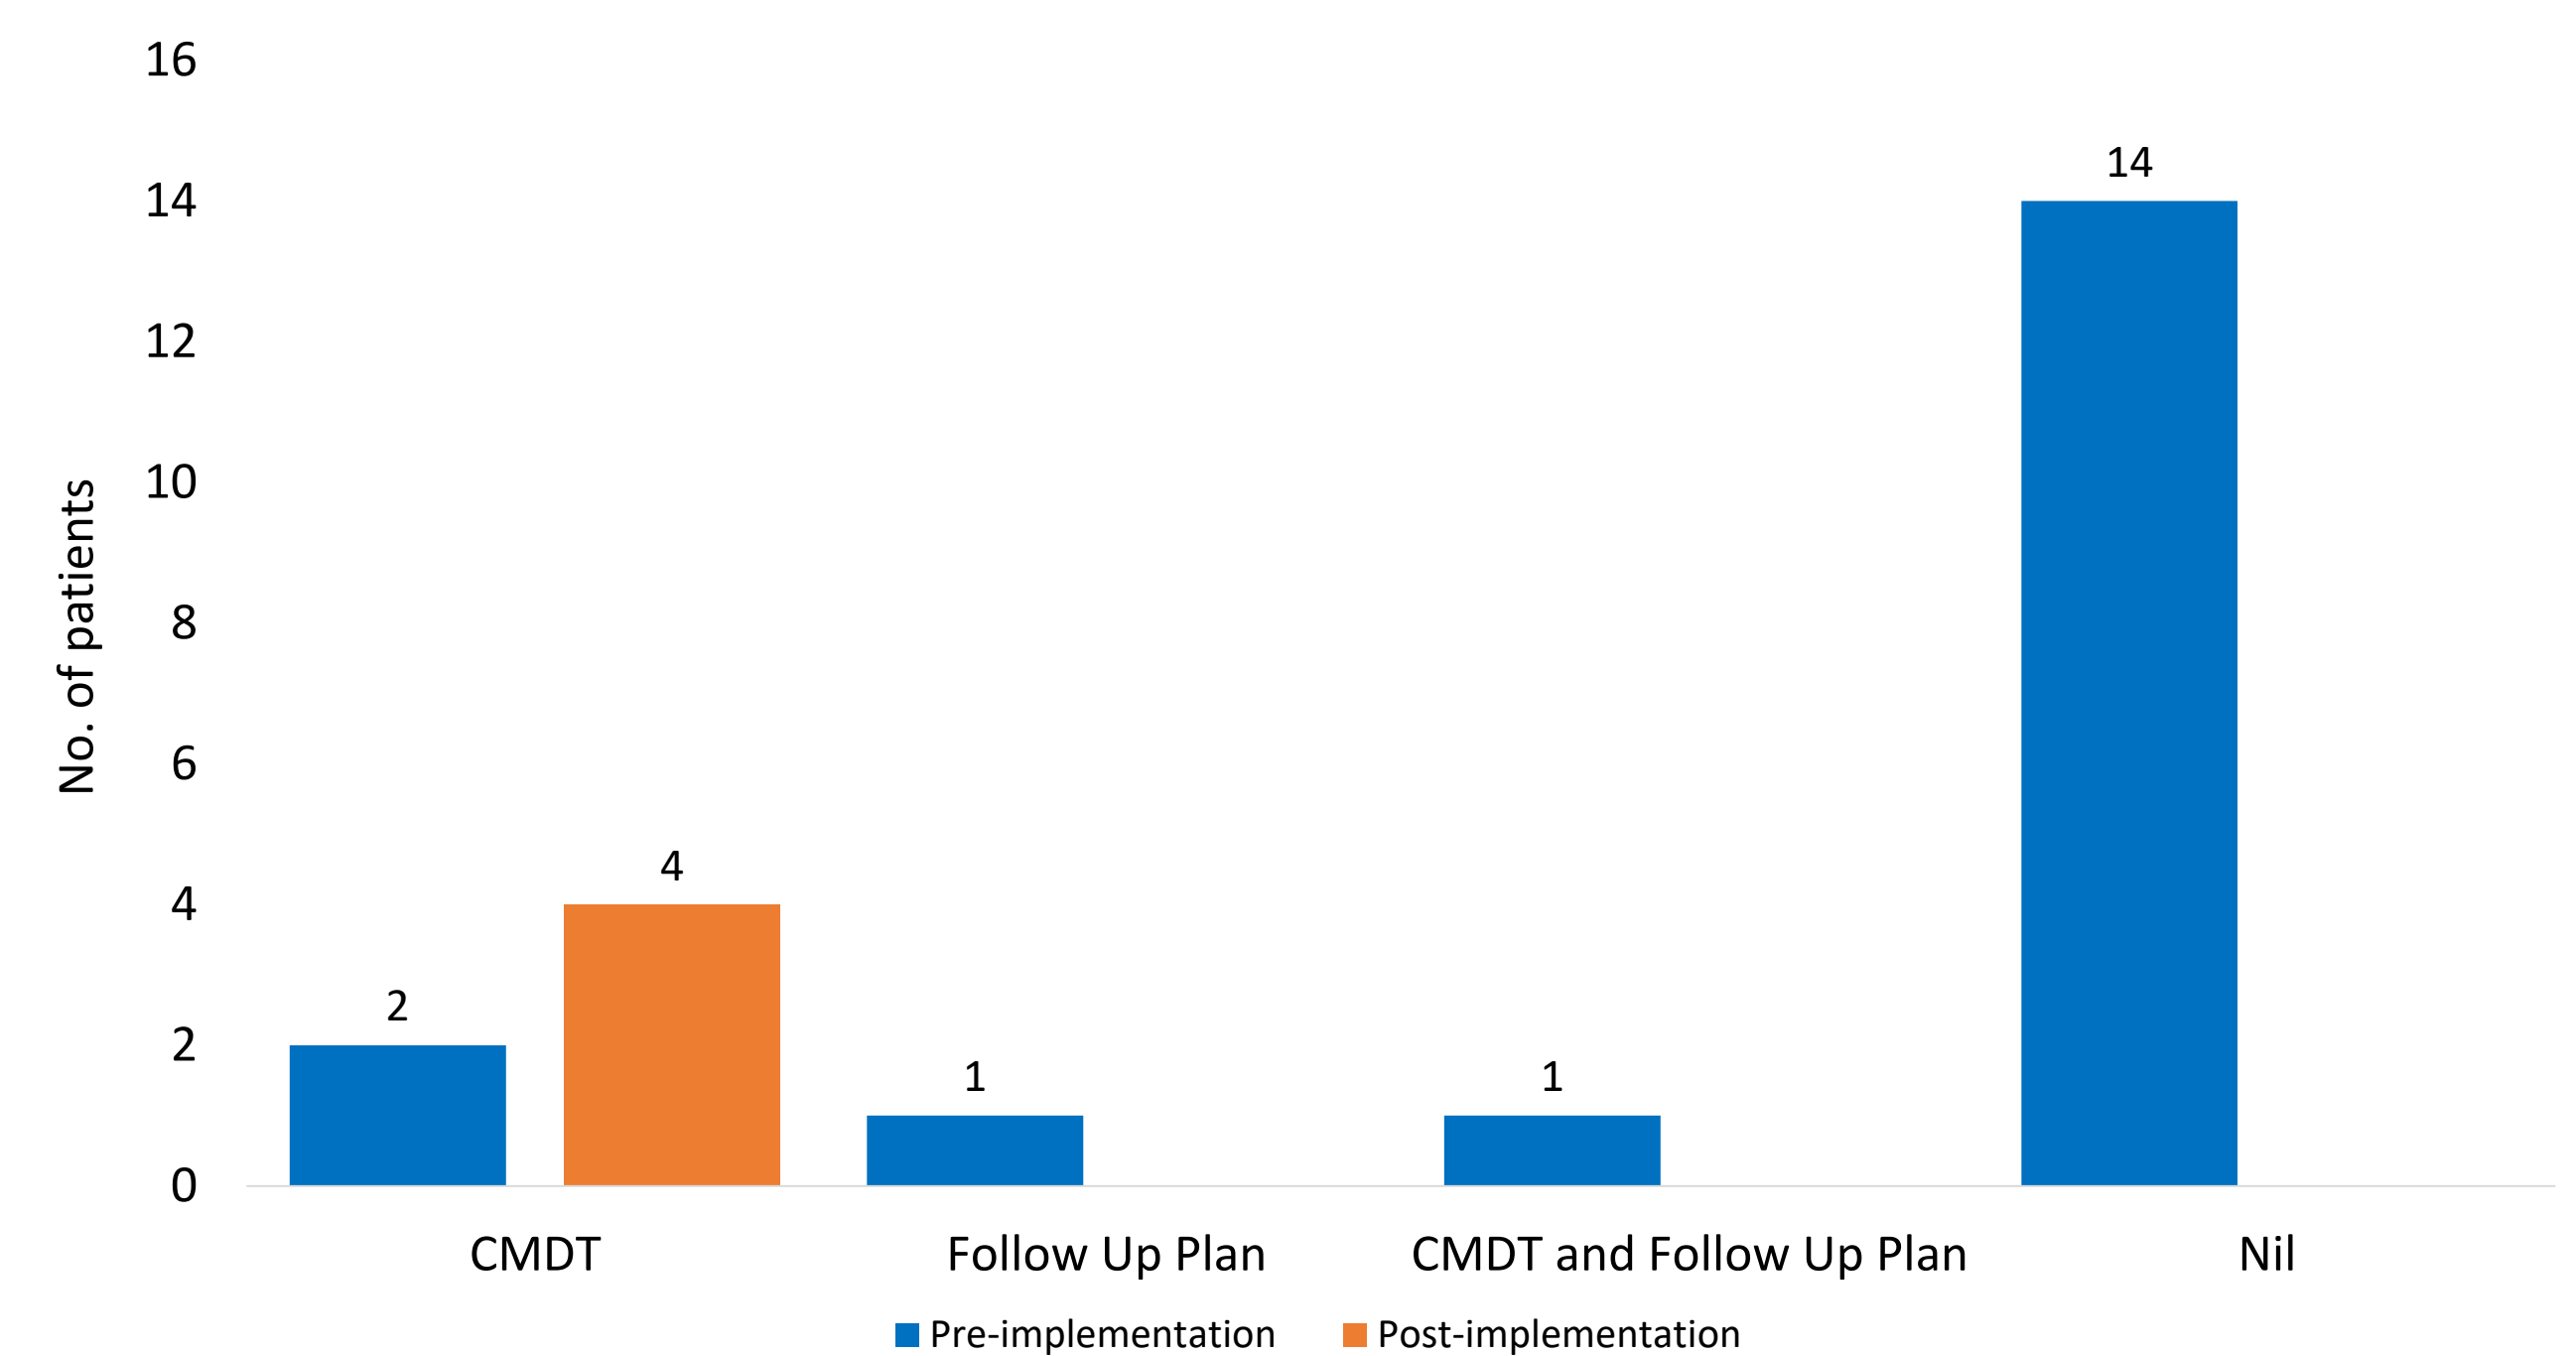 16
14
12
10
8
6
4
2
0
No. of patients
2
4
1
1
14
CMDT
Follow Up Plan
CMDT and Follow Up Plan
Nil
Pre-implementation
Post-implementation